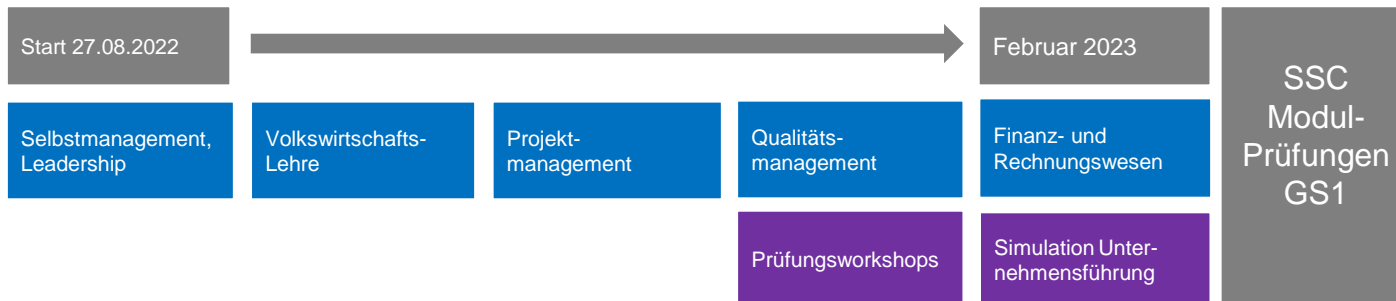 Start 27.08.2022
Februar 2023
SSC
Modul-
Prüfungen
GS1
Selbstmanagement,
Leadership
Volkswirtschafts-
Lehre
Projekt-
management
Qualitäts-
management
Finanz- und
Rechnungswesen
Prüfungsworkshops
Simulation Unter-
nehmensführung